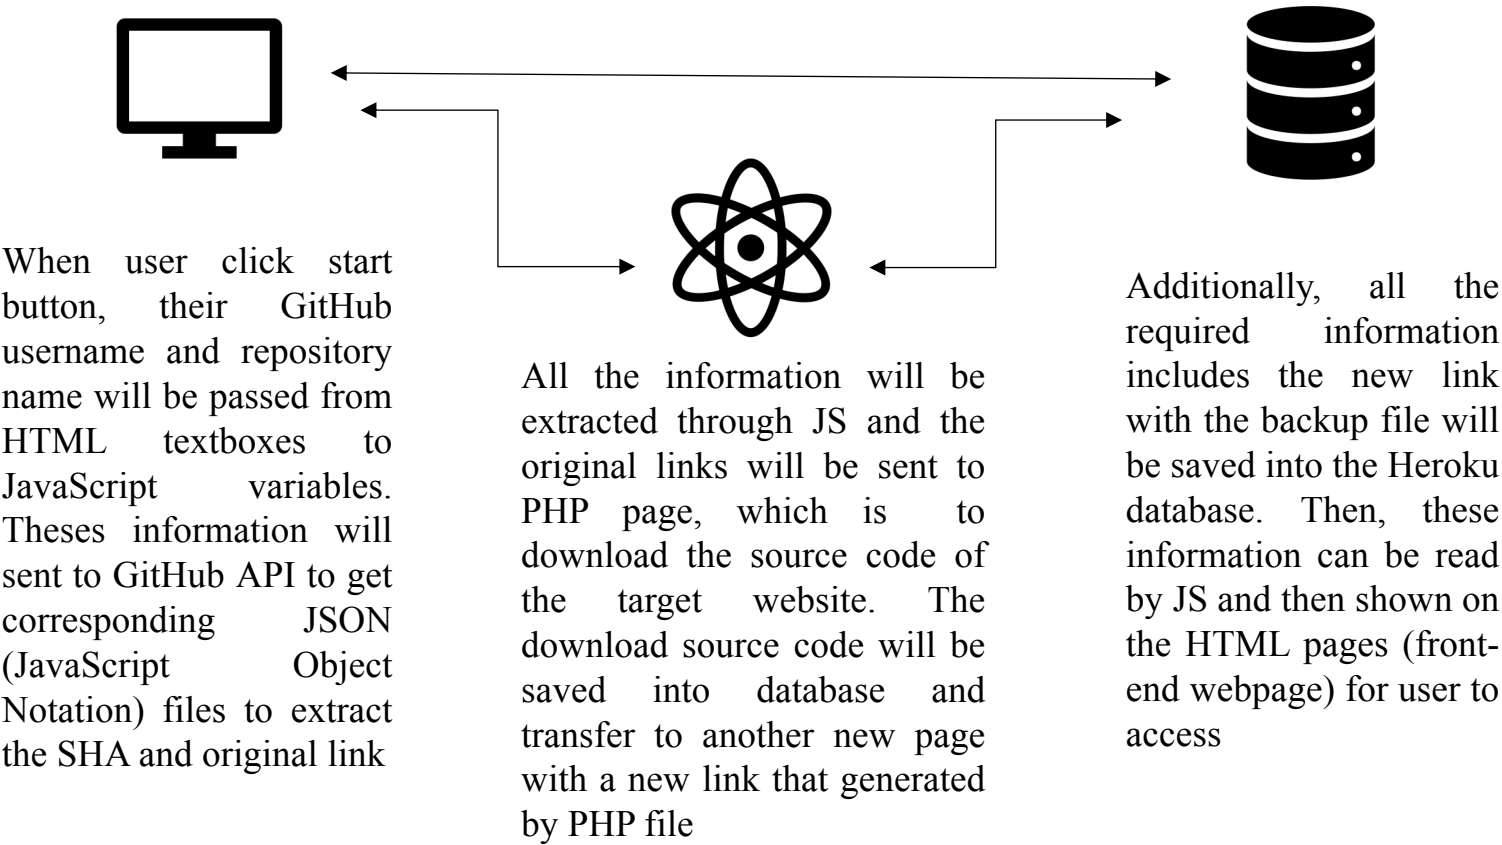 When user click start
button, their GitHub
username and repository
name will be passed from
HTML textboxes to
JavaScript variables.
Theses information will
sent to GitHub API to get
corresponding JSON
(JavaScript Object
Notation) files to extract
the SHA and original link
All the information will be
extracted through JS and the
original links will be sent to
PHP page, which is to
download the source code of
the target website. The
download source code will be
saved into database and
transfer to another new page
with a new link that generated
by PHP file
Additionally, all the
required information
includes the new link
with the backup file will
be saved into the Heroku
database. Then, these
information can be read
by JS and then shown on
the HTML pages (front-
end webpage) for user to
access